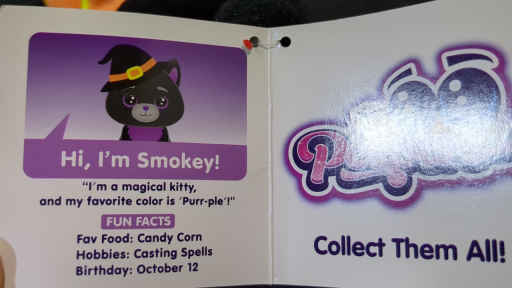 Hi, I'm Smokey!
"I'm a magical kitty,
and my favorite color is 'Purr-ple'!"
FUN FACTS
Fav Food: Candy Corn
Hobbies: Casting Spells
Birthday: October 12
Collect Them All!